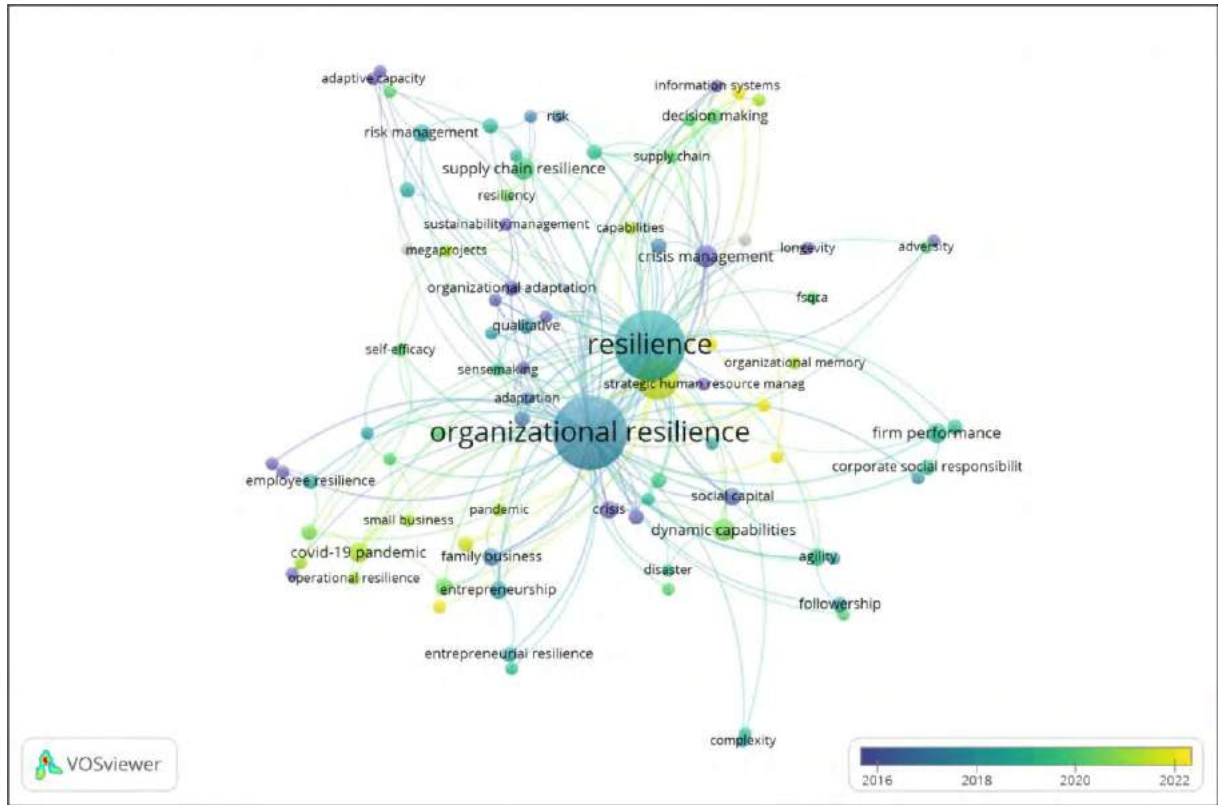 adaptive capacity
information systems
risk
decision making
risk management
supply chain
supply chain resilience
resiliency
sustainability management
capabilities
megaprojects
crisis management
longevity
adversity
organizational adaptation
fsqca
qualitative
resilience
self-efficacy
organizational memory
sensemaking
strategic human resource manag
adaptation
organizational resilience
firm performance
corporate social responsibilit
employee resilience
social capital
crisis
pandemic
small business
dynamic capabilities
covid-19 pandemic
family business
agility
disaster
operational resilience
entrepreneurship
followership
entrepreneurial resilience
complexity
VOSviewer
2016 2018 2020 2022